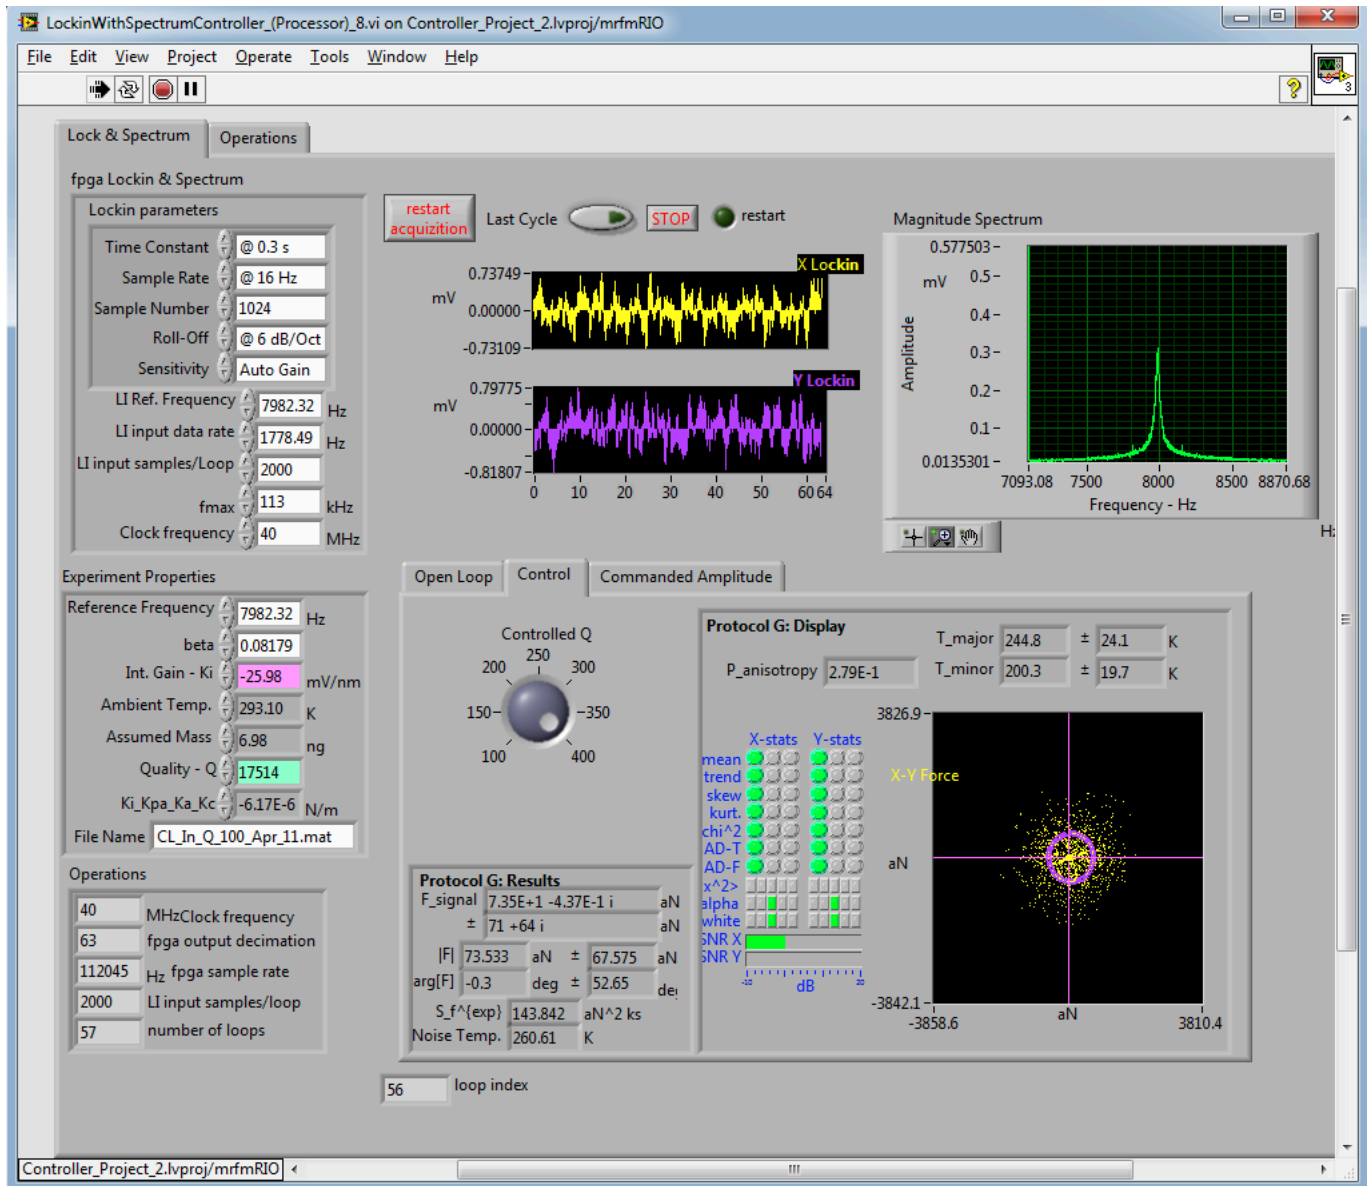 LockinWithSpectrumController_(Processor)_8.vi on Controller_Project_2.lvproj/mrfmRIO
File Edit View Project Operate Tools Window Help
3
Lock & Spectrum Operations
fpga Lockin & Spectrum
Lockin parameters
Time Constant @ 0.3 s
Sample Rate @ 16 Hz
Sample Number 1024
Roll-Off @ 6 dB/Oct
Sensitivity Auto Gain
LI Ref. Frequency 7982.32 Hz
LI input data rate 1778.49 Hz
LI input samples/Loop 2000
fmax 113 kHz
Clock frequency 40 MHz
restart
acquizition
Last Cycle STOP restart
X Lockin
0.73749
mV 0.00000
-0.73109
Y Lockin
0.79775
mV
0.00000
-0.81807
0 10 20 30 40 50 60 64
Magnitude Spectrum
0.577503
mV 0.5
0.4
0.3
0.2
0.1
0.0135301
Amplitude
7093.08 7500 8000 8500 8870.68
Frequency - Hz
Experiment Properties
Reference Frequency 7982.32 Hz
beta 0.08179
Int. Gain - Ki -25.98 mV/nm
Ambient Temp. 293.10 K
Assumed Mass 6.98 ng
Quality - Q 17514
Ki_Kpa_Ka_Kc -6.17E-6 N/m
File Name CL_In_Q_100_Apr_11.mat
Operations
40 MHzClock frequency
63 fpga output decimation
112045 Hz fpga sample rate
2000 LI input samples/loop
57 number of loops
Open Loop Control Commanded Amplitude
Controlled Q
250
200 300
150 350
100 400
Protocol G: Results
F_signal 7.35E+1 -4.37E-1 i aN
± 71 +64 i aN
|F| 73.533 aN ± 67.575 aN
arg[F] -0.3 deg ± 52.65
S_f^{exp} 143.842 aN^2 ks
Noise Temp. 260.61 K
Protocol G: Display
P_anisotropy 2.79E-1
T_major 244.8 ± 24.1 K
T_minor 200.3 ± 19.7 K
X-stats Y-stats
mean
trend
skew
kurt.
chi^2
AD-T
AD-F
x^2>
alpha
white
SNR X
SNR Y
dB
3826.9
X-Y Force
aN
-3842.1
-3858.6 aN 3810.4
56 loop index
Controller_Project_2.lvproj/mrfmRIO